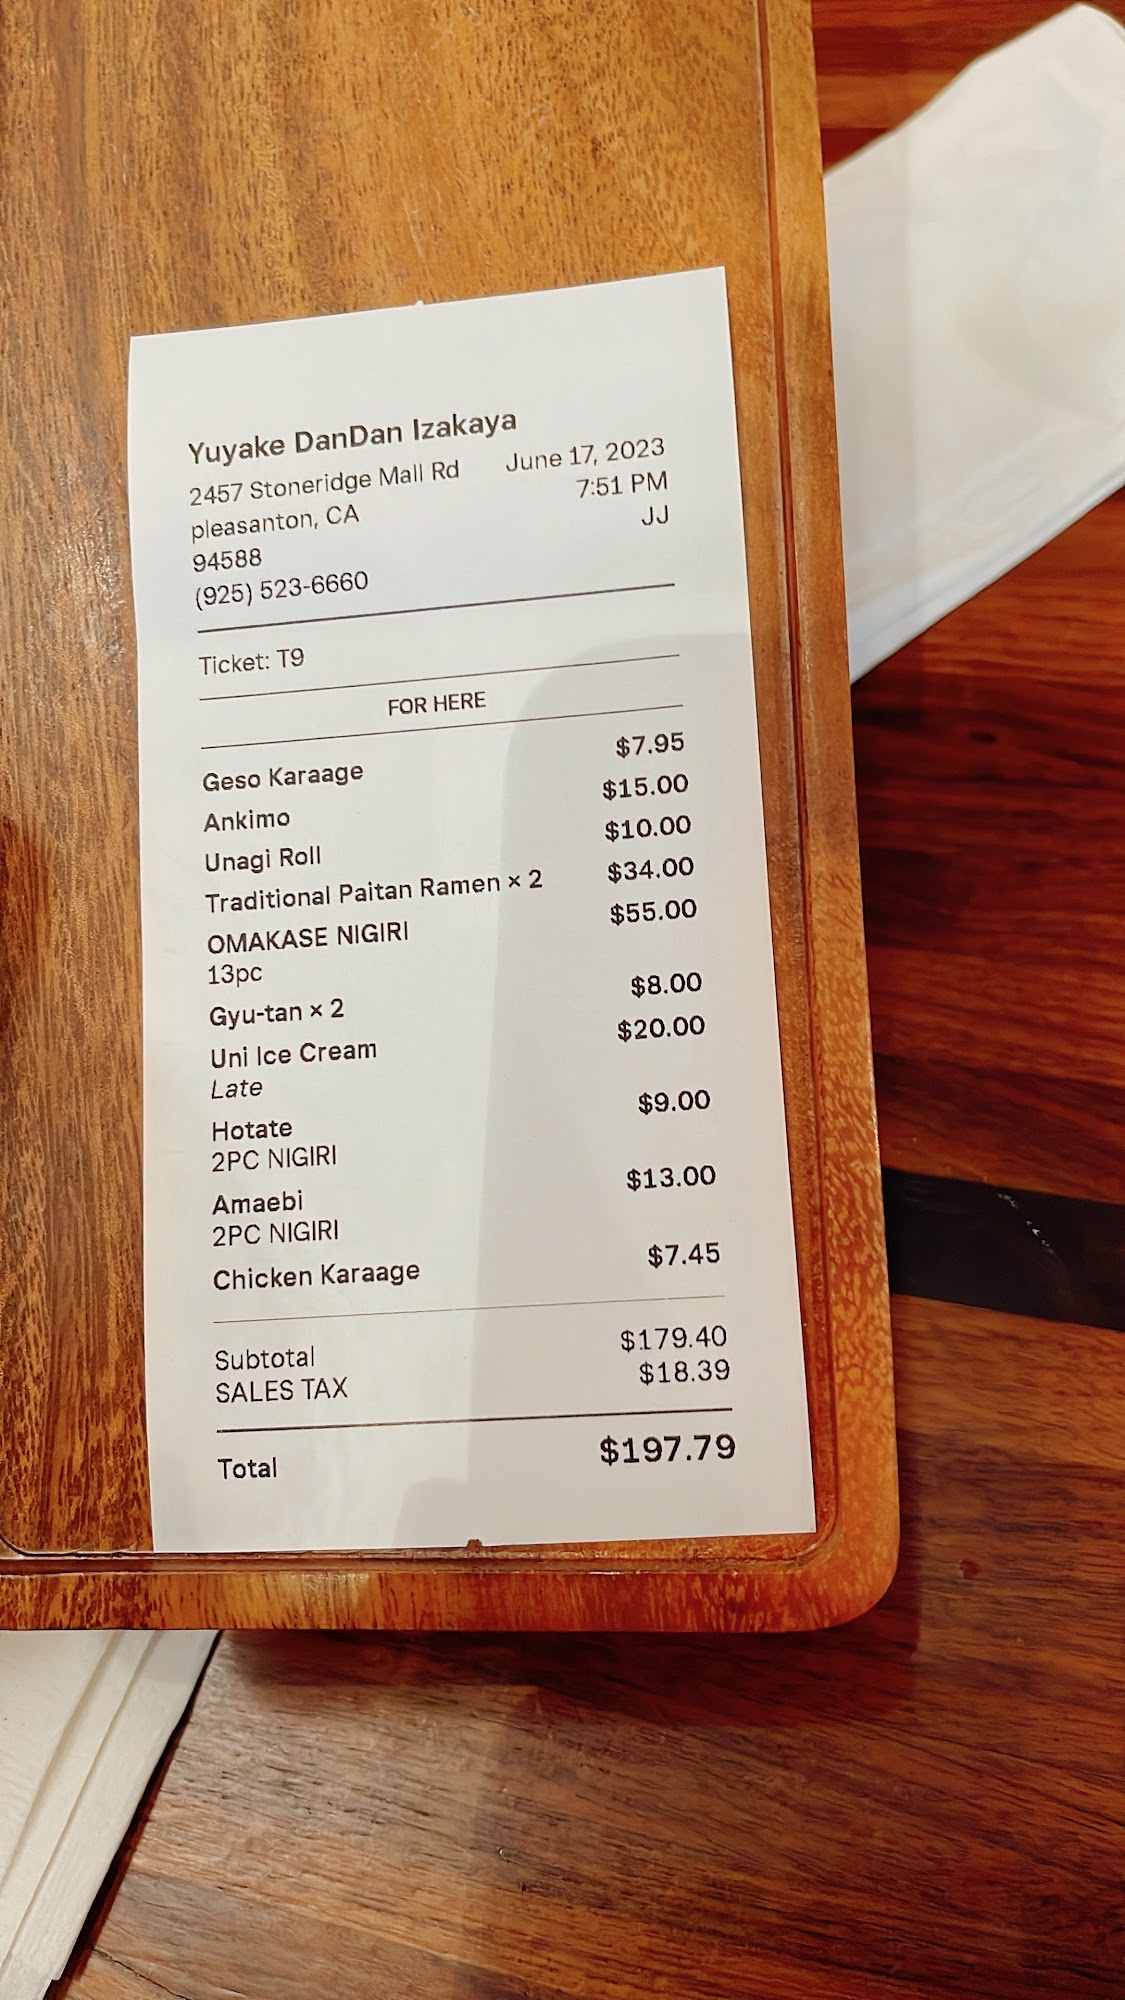 Yuyake DanDan Izakaya
2457 Stoneridge Mall Rd June 17, 2023
pleasanton, CA 7:51 PM
94588 JJ
(925) 523-6660
Ticket: T9
FOR HERE
Geso Karaage $7.95
Ankimo $15.00
Unagi Roll $10.00
Traditional Paitan Ramen × 2 $34.00
OMAKASE NIGIRI $55.00
13pc
Gyu-tan × 2 $8.00
Uni Ice Cream $20.00
Late
Hotate $9.00
2PC NIGIRI
Amaebi $13.00
2PC NIGIRI
Chicken Karaage $7.45
Subtotal $179.40
SALES TAX $18.39
Total $197.79